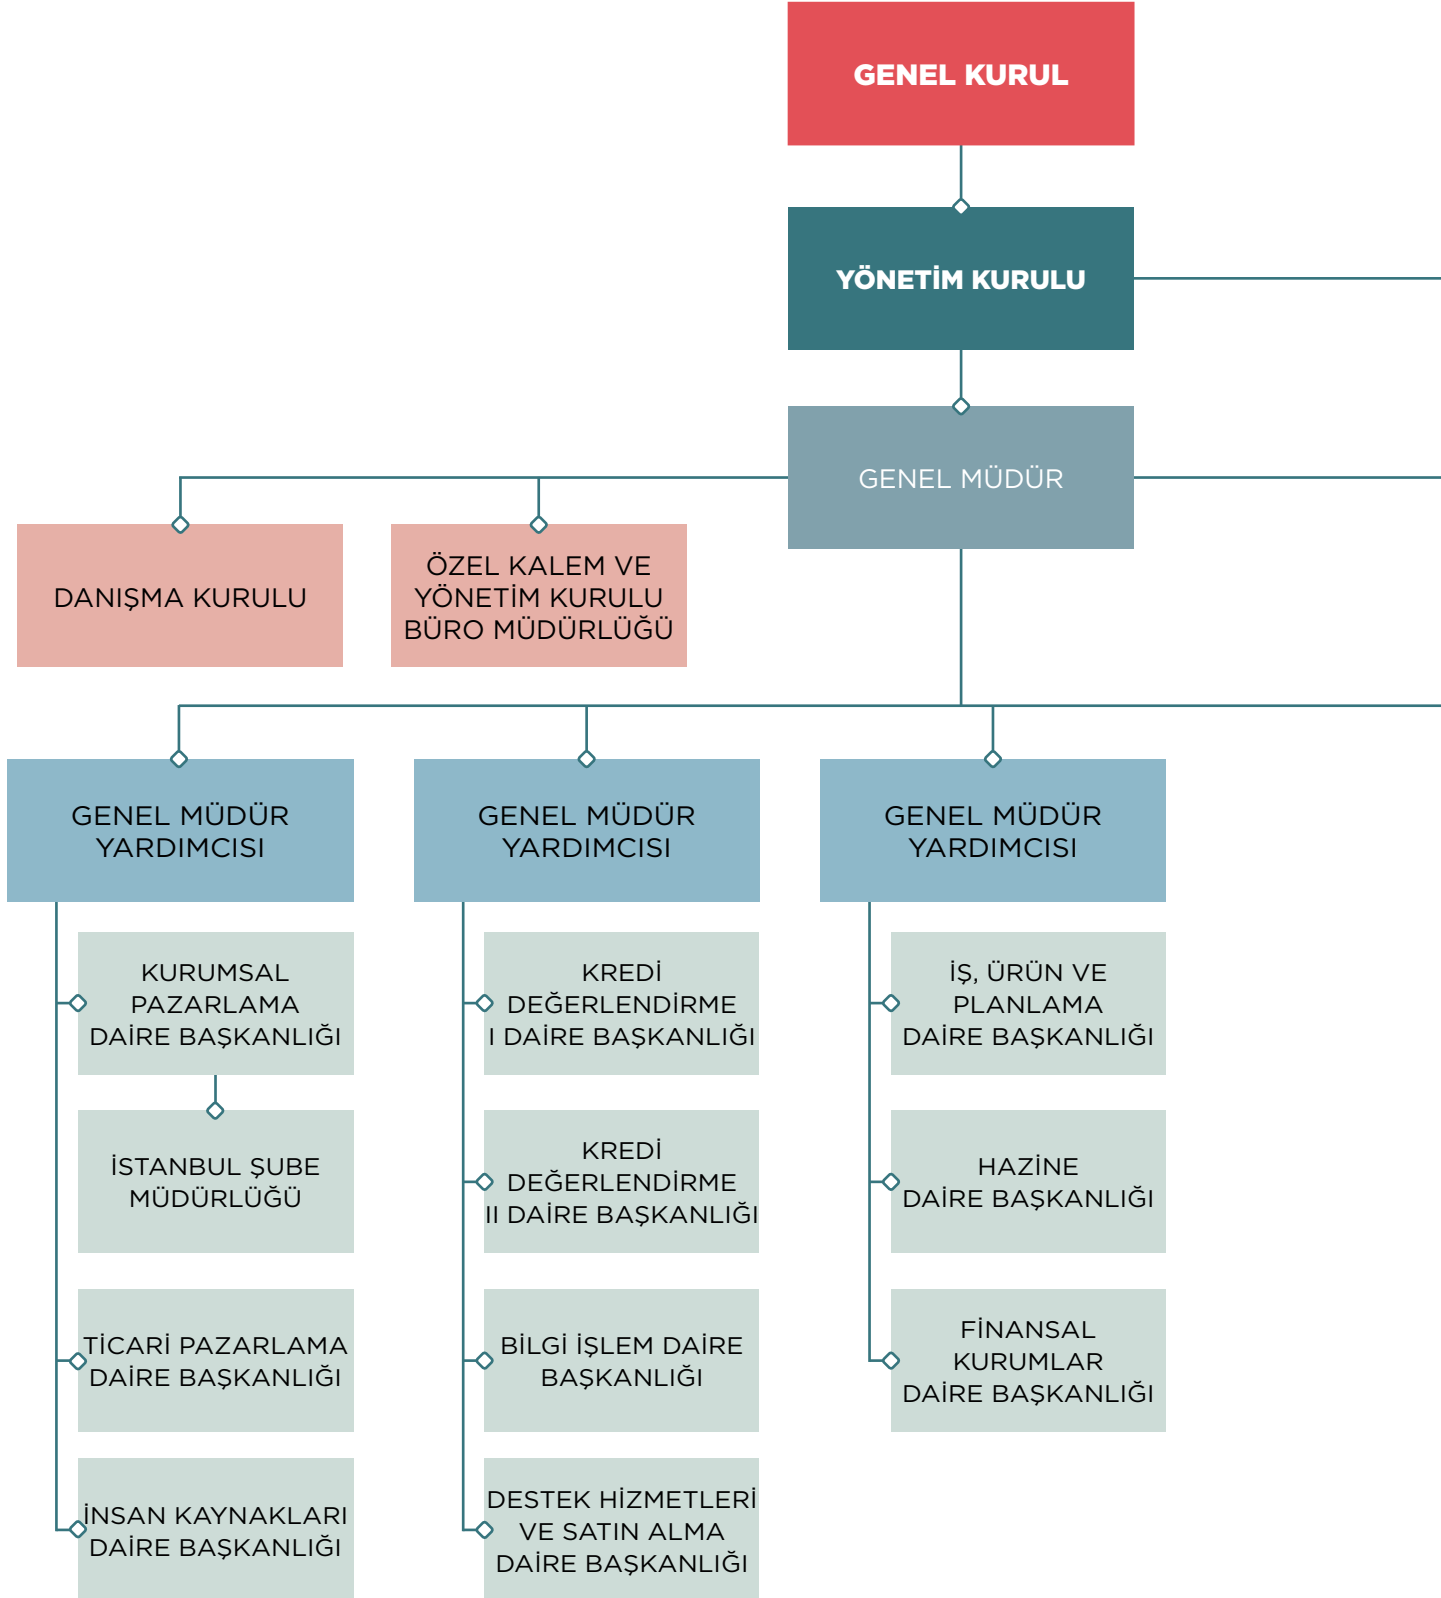 GENEL KURUL
YÖNETİM KURULU
GENEL MÜDÜR
DANIŞMA KURULU
ÖZEL KALEM VE
YÖNETİM KURULU
BÜRO MÜDÜRLÜĞÜ
GENEL MÜDÜR
YARDIMCISI
KURUMSAL
PAZARLAMA
DAİRE BAŞKANLIĞI
İSTANBUL ŞUBE
MÜDÜRLÜĞÜ
TİCARİ PAZARLAMA
DAİRE BAŞKANLIĞI
İNSAN KAYNAKLARI
DAİRE BAŞKANLIĞI
GENEL MÜDÜR
YARDIMCISI
KREDİ
DEĞERLENDİRME
I DAİRE BAŞKANLIĞI
KREDİ
DEĞERLENDİRME
II DAİRE BAŞKANLIĞI
BİLGİ İŞLEM DAİRE
BAŞKANLIĞI
DESTEK HİZMETLERİ
VE SATIN ALMA
DAİRE BAŞKANLIĞI
GENEL MÜDÜR
YARDIMCISI
İŞ, ÜRÜN VE
PLANLAMA
DAİRE BAŞKANLIĞI
HAZİNE
DAİRE BAŞKANLIĞI
FİNANSAL
KURUMLAR
DAİRE BAŞKANLIĞI